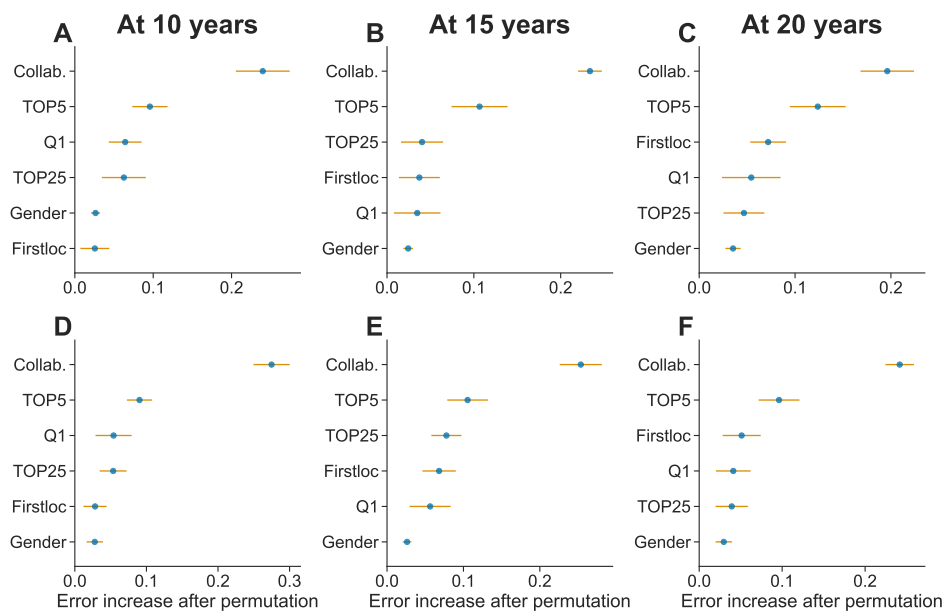 At 10 years
At 15 years
At 20 years
A
Collab.
TOP5
Q1
TOP25
Gender
Firstloc
0.0 0.1 0.2
B
Collab.
TOP5
TOP25
Firstloc
Q1
Gender
0.0 0.1 0.2
C
Collab.
TOP5
Firstloc
Q1
TOP25
Gender
0.0 0.1 0.2
D
Collab.
TOP5
Q1
TOP25
Firstloc
Gender
0.0 0.1 0.2 0.3
Error increase after permutation
E
Collab.
TOP5
TOP25
Firstloc
Q1
Gender
0.0 0.1 0.2
Error increase after permutation
F
Collab.
TOP5
Firstloc
Q1
TOP25
Gender
0.0 0.1 0.2
Error increase after permutation